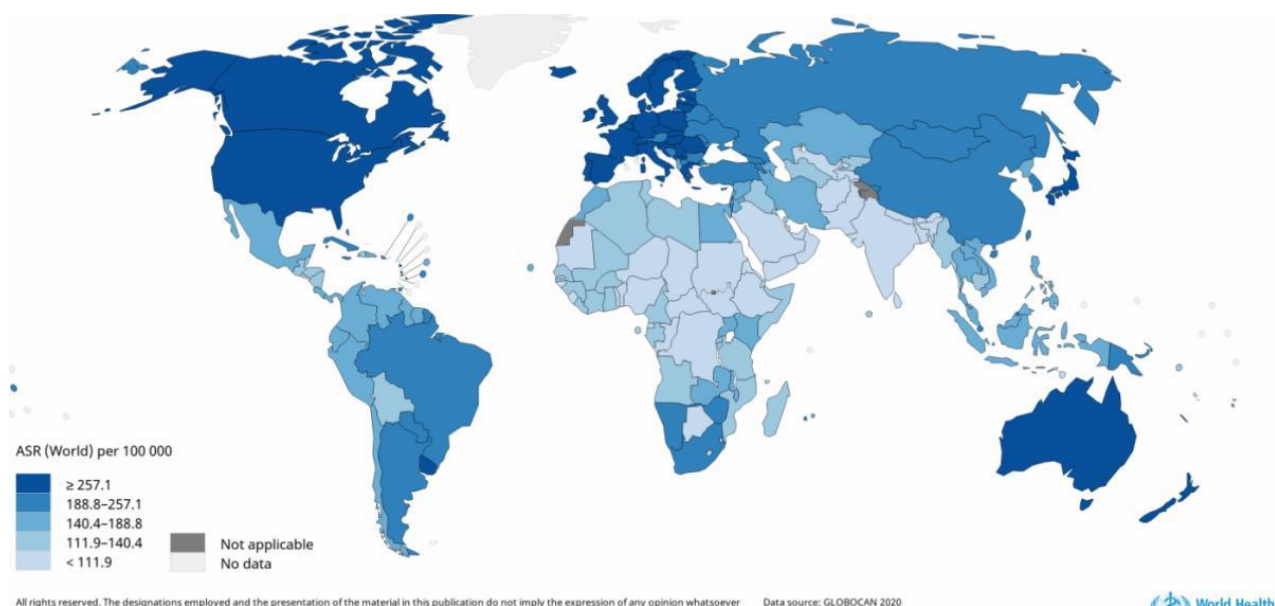 ASR (World) per 100 000
≥ 257.1
188.8–257.1
140.4–188.8
111.9–140.4
< 111.9
Not applicable
No data
All rights reserved. The designations employed and the presentation of the material in this publication do not imply the expression of any opinion whatsoever
Data source: GLOBOCAN 2020
World Health